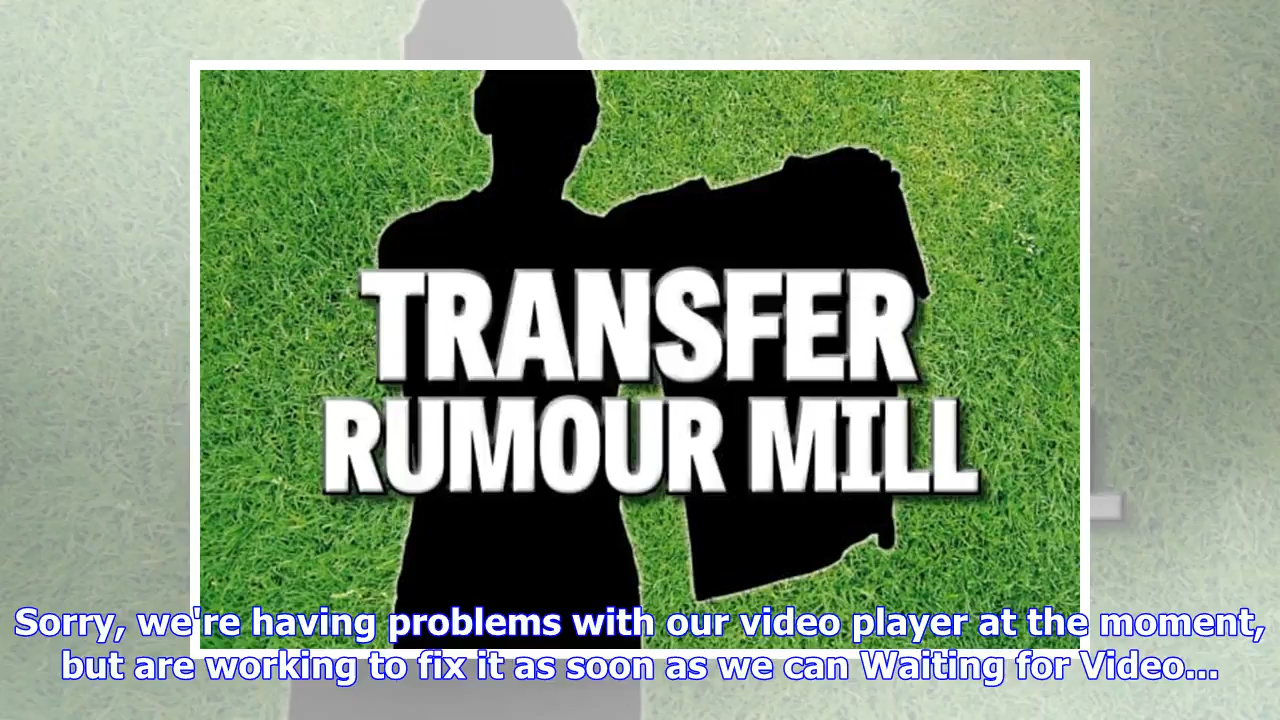 TRANSFER
RUMOUR MILL
Sorry, we're having problems with our video player at the moment,
but are working to fix it as soon as we can Waiting for Video...